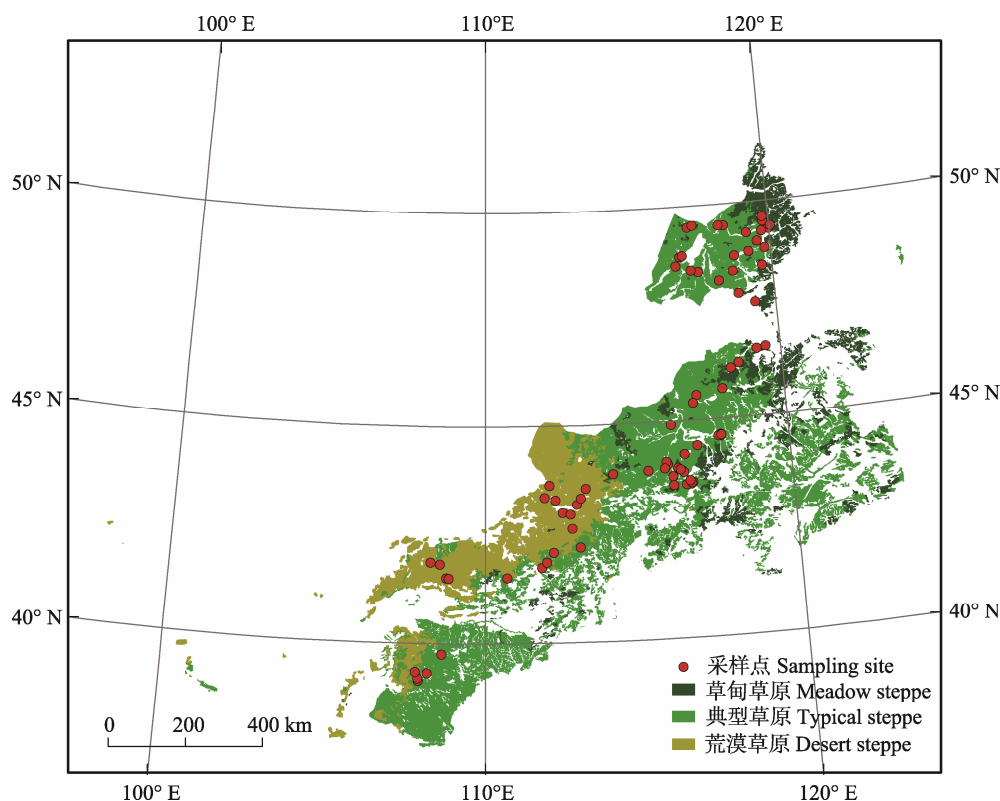 100° E 110°E 120° E
50° N 50° N
45° N 45° N
40° N 40° N
采样点 Sampling site
草甸草原 Meadow steppe
典型草原 Typical steppe
荒漠草原 Desert steppe
0 200 400 km
100° E 110°E 120° E